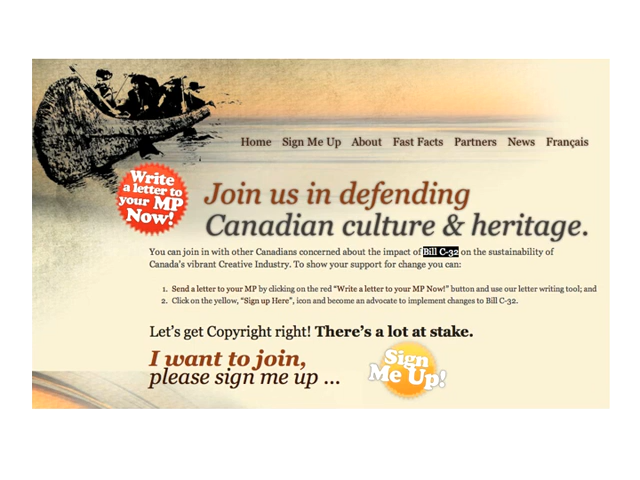 Home Sign Me Up About Fast Facts Partners News Français
Write
a letter to
your MP
Now!
Join us in defending
Canadian culture & heritage.
You can join in with other Canadians concerned about the impact of Bill C-32 on the sustainability of
Canada's vibrant Creative Industry. To show your support for change you can:
1. Send a letter to your MP by clicking on the red "Write a letter to your MP Now!" button and use our letter writing tool; and
2. Click on the yellow, "Sign up Here", icon and become an advocate to implement changes to Bill C-32.
Let's get Copyright right! There's a lot at stake.
I want to join,
please sign me up ...
Sign
Me Up!